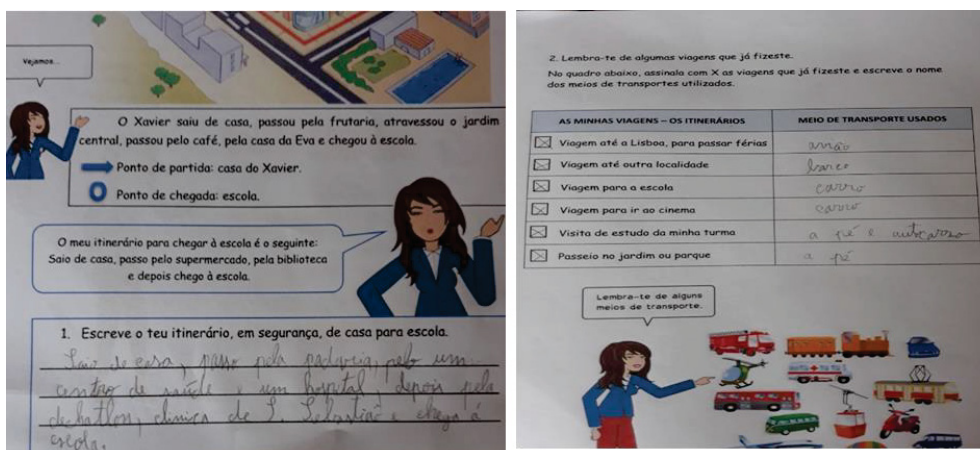 Vejamos...
O Xavier saiu de casa, passou pela frutaria, atravessou o jardim
central, passou pelo café, pela casa da Eva e chegou à escola.
Ponto de partida: casa do Xavier.
Ponto de chegada: escola.
O meu itinerário para chegar à escola é o seguinte:
Saio de casa, passo pelo supermercado, pela biblioteca
e depois chego à escola.
1. Escreve o teu itinerário, em segurança, de casa para escola.
Saio de casa, passo pela padaria, pelo um
centro de saúde e um hospital, depois pela
dechatlon, clinica de S. Sebastião e chego á
escola.
2. Lembra-te de algumas viagens que já fizeste.
No quadro abaixo, assinala com X as viagens que já fizeste e escreve o nome
dos meios de transportes utilizados.
AS MINHAS VIAGENS – OS ITINERÁRIOS
MEIO DE TRANSPORTE USADOS
Viagem até a Lisboa, para passar férias
avião
Viagem até outra localidade
barco
Viagem para a escola
carro
Viagem para ir ao cinema
carro
Visita de estudo da minha turma
a pé e
Passeio no jardim ou parque
a pé
Lembra-te de alguns
meios de transporte.